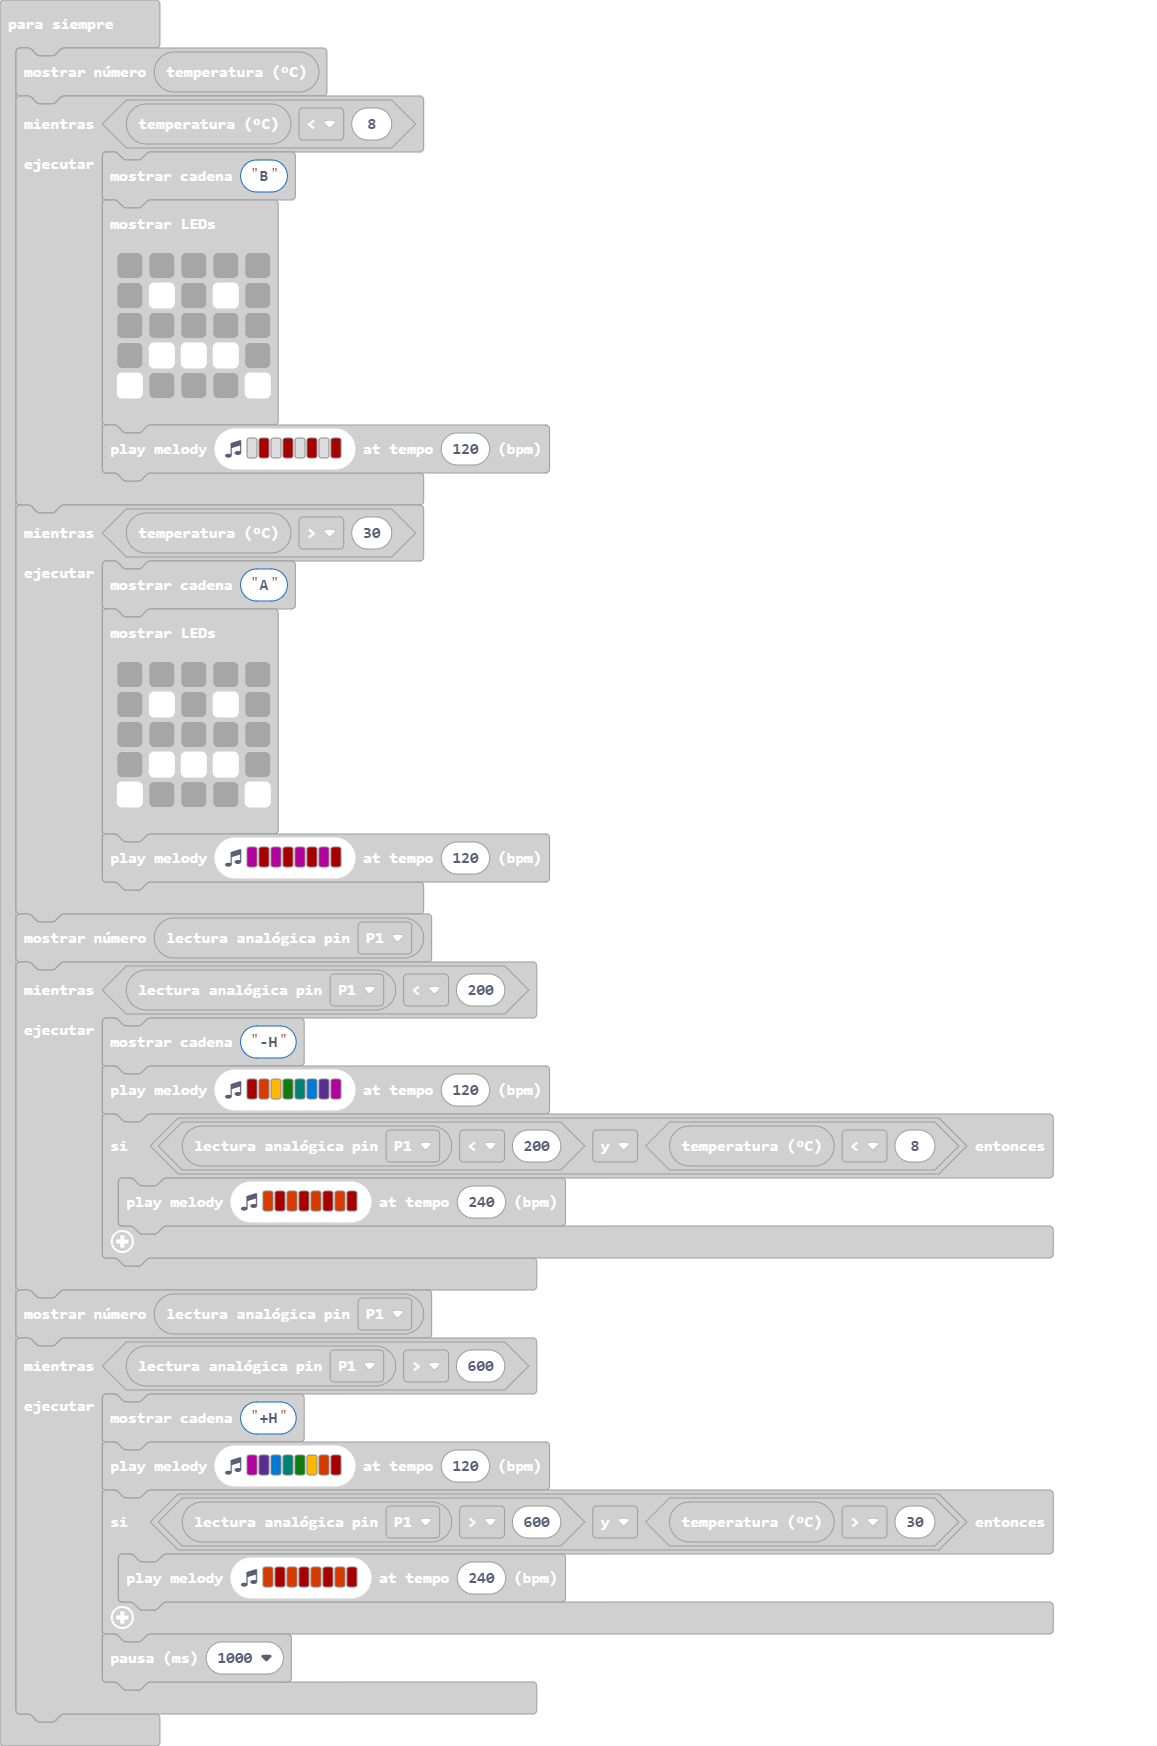 para siempre
mostrar número temperatura (ºC)
mientras temperatura (ºC) < 8
ejecutar
mostrar cadena "B"
mostrar LEDs
play melody at tempo 120 (bpm)
mientras temperatura (ºC) > 30
ejecutar
mostrar cadena "A"
mostrar LEDs
play melody at tempo 120 (bpm)
mostrar número lectura analógica pin P1
mientras lectura analógica pin P1 < 200
ejecutar
mostrar cadena "-H"
play melody at tempo 120 (bpm)
si lectura analógica pin P1 < 200 y temperatura (ºC) < 8 entonces
play melody at tempo 240 (bpm)
mostrar número lectura analógica pin P1
mientras lectura analógica pin P1 > 600
ejecutar
mostrar cadena "+H"
play melody at tempo 120 (bpm)
si lectura analógica pin P1 > 600 y temperatura (ºC) > 30 entonces
play melody at tempo 240 (bpm)
pausa (ms) 1000